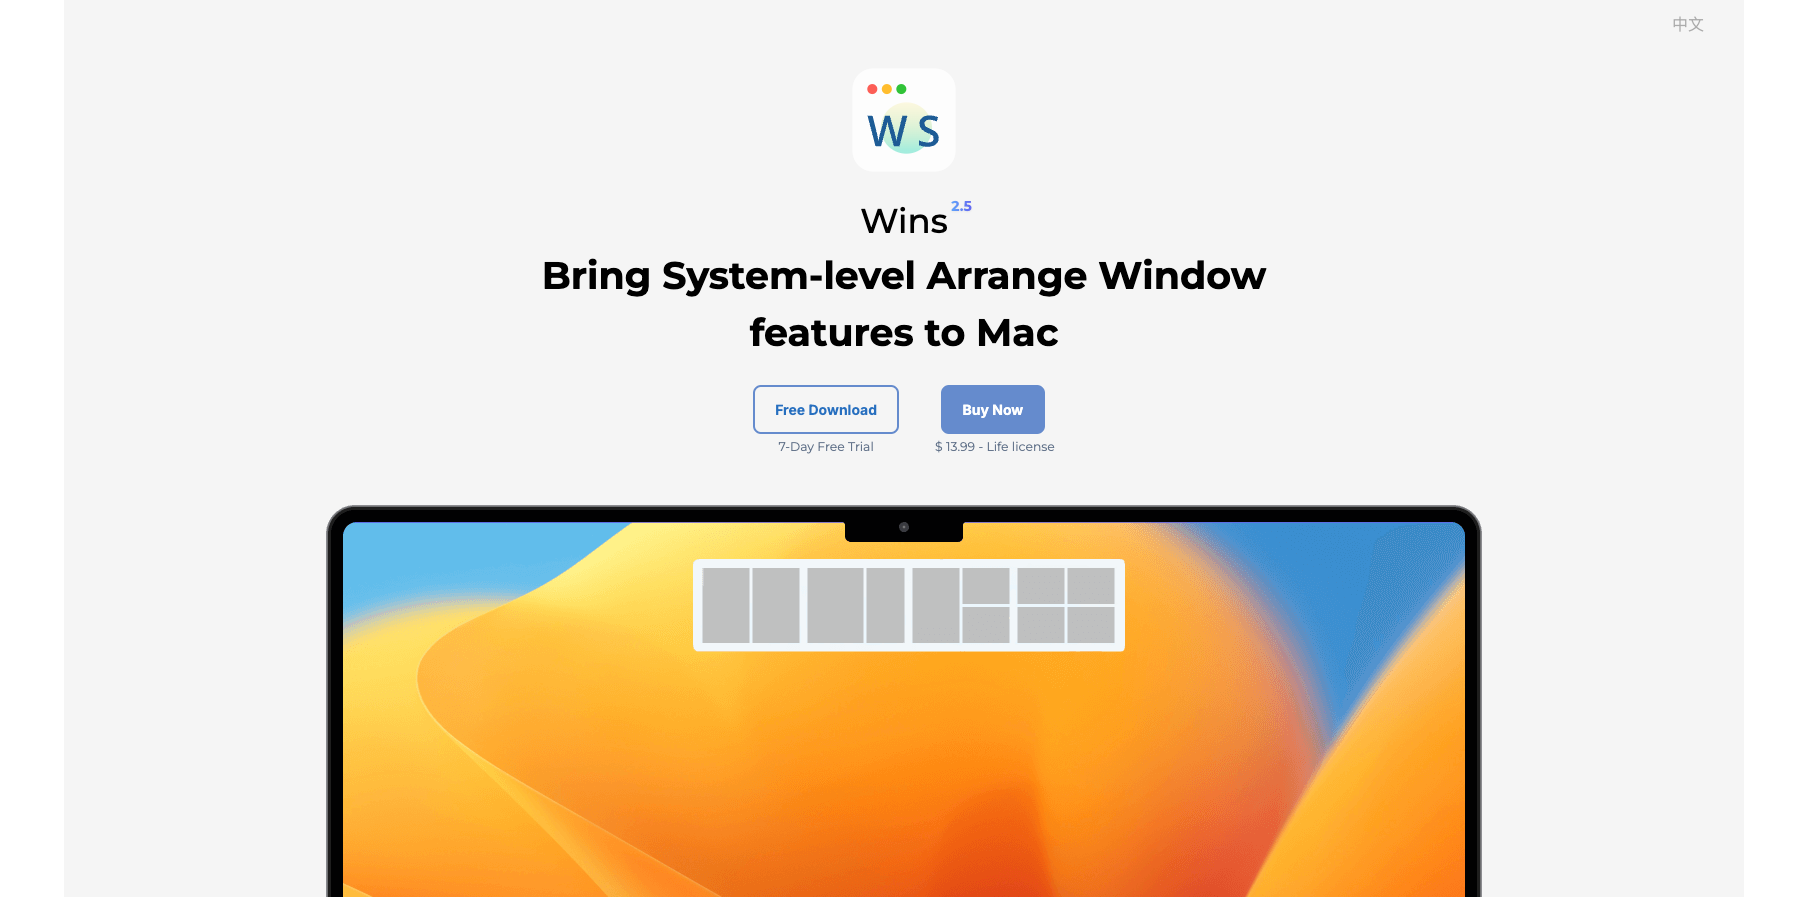 中文
W S
Wins 2.5
Bring System-level Arrange Window
features to Mac
Free Download
Buy Now
7-Day Free Trial
$ 13.99 - Life license